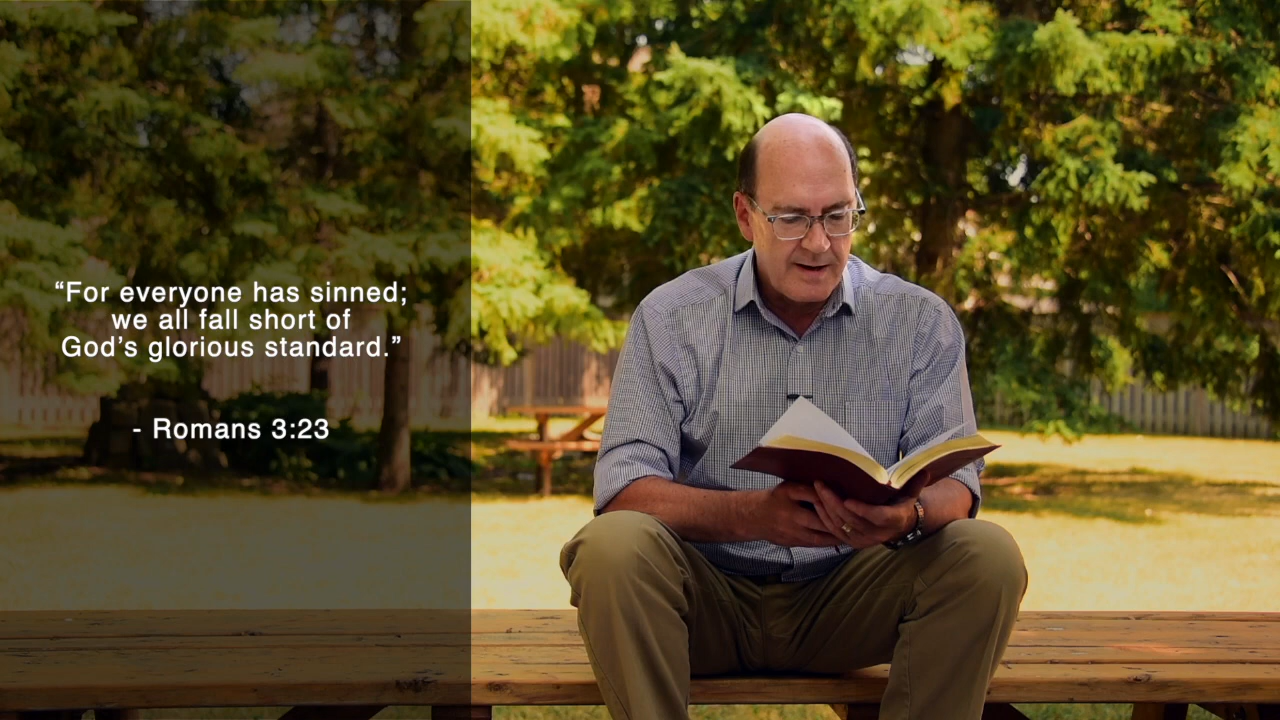 “For everyone has sinned;
we all fall short of
God’s glorious standard.”
- Romans 3:23